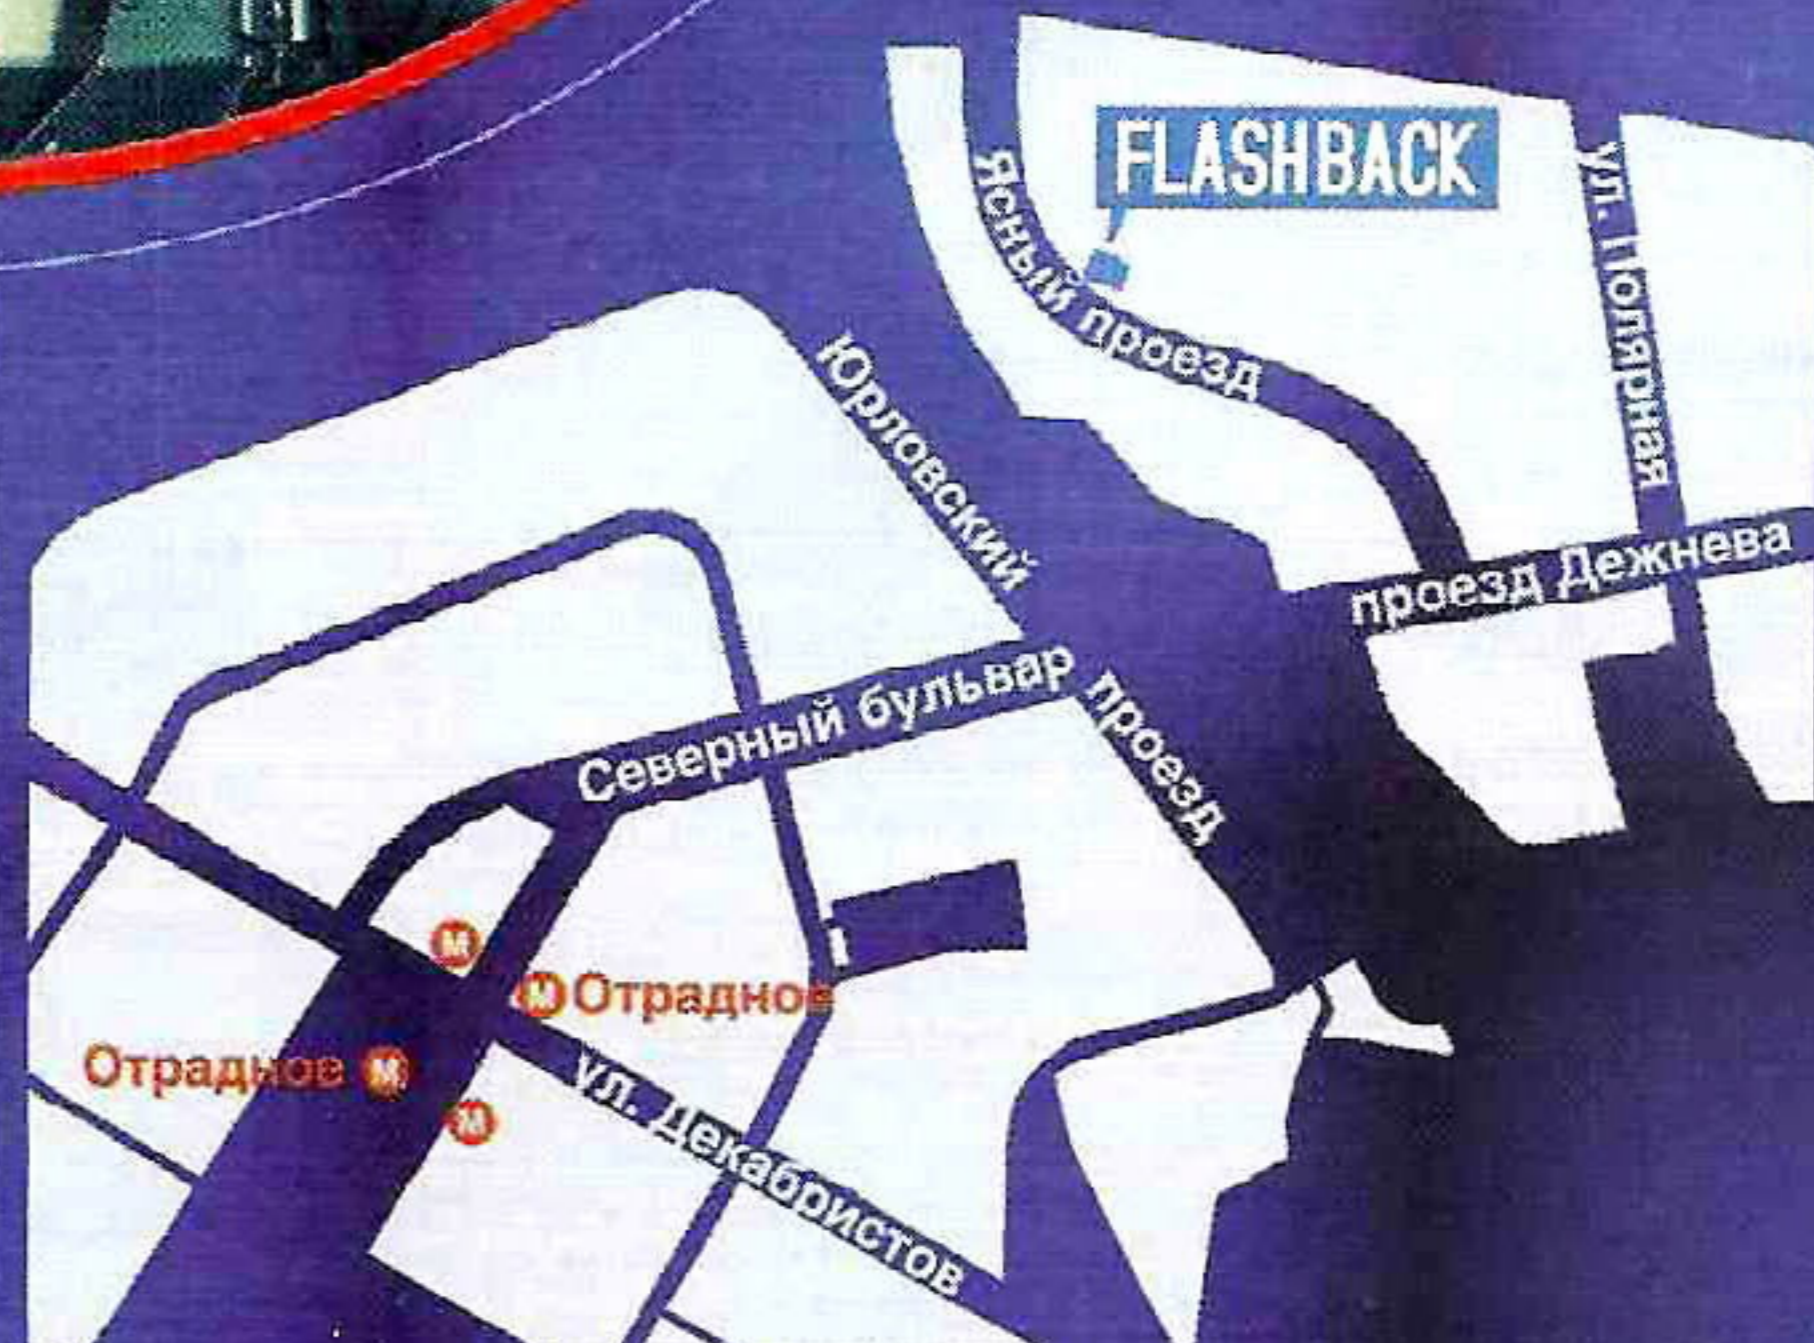 FLASHBACK
Ясный проезд
ул. Полярная
Юрловский
проезд
проезд Дежнева
Северный бульвар
М
М Отрадное
Отрадное М
М
ул. Декабристов